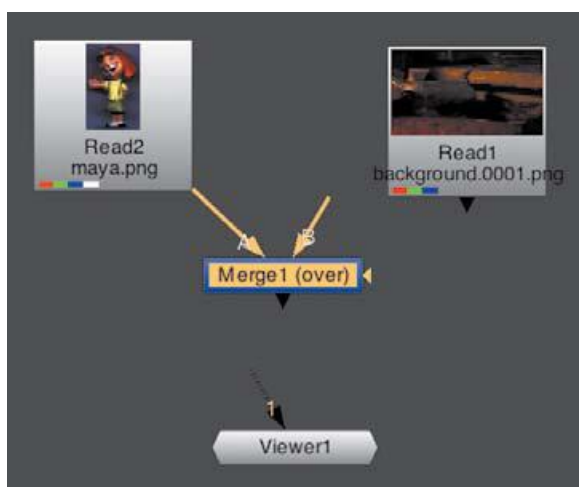 Read2
maya.png
Read1
background.0001.png
A
B
Merge1 (over)
1
Viewer1